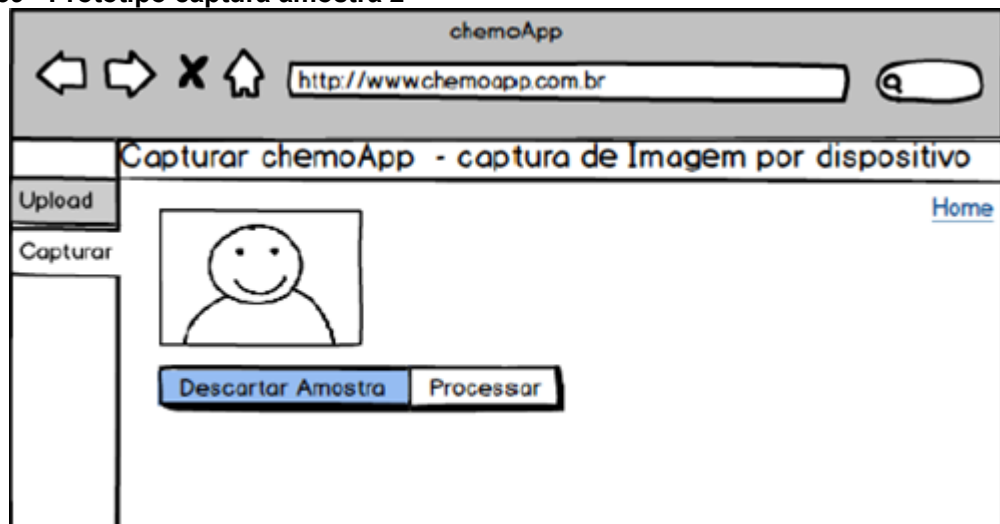 Protótipo captura amostra 2
chemoApp
http://www.chemoapp.com.br
Capturar chemoApp - captura de Imagem por dispositivo
Upload
Home
Capturar
Descartar Amostra Processar